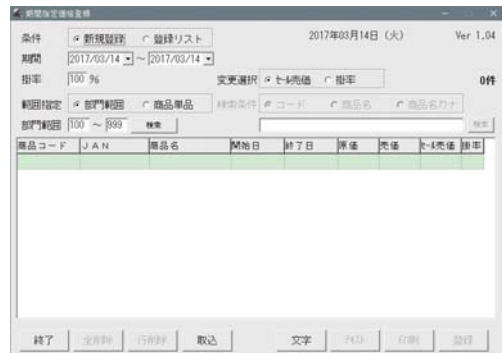 期間指定価格登録
条件 新規登録 登録リスト 2017年03月14日（火） Ver 1.04
期間 2017/03/14 ～ 2017/03/14
掛率 100 % 変更選択 セール売価 掛率 0件
範囲指定 部門範囲 商品単品 検索条件 コード 商品名 商品名カナ
部門範囲 100 ～ 999 検索 検索
商品コード JAN 商品名 開始日 終了日 原価 売価 セール売価 掛率
終了 全削除 行削除 取込 文字 印刷 登録